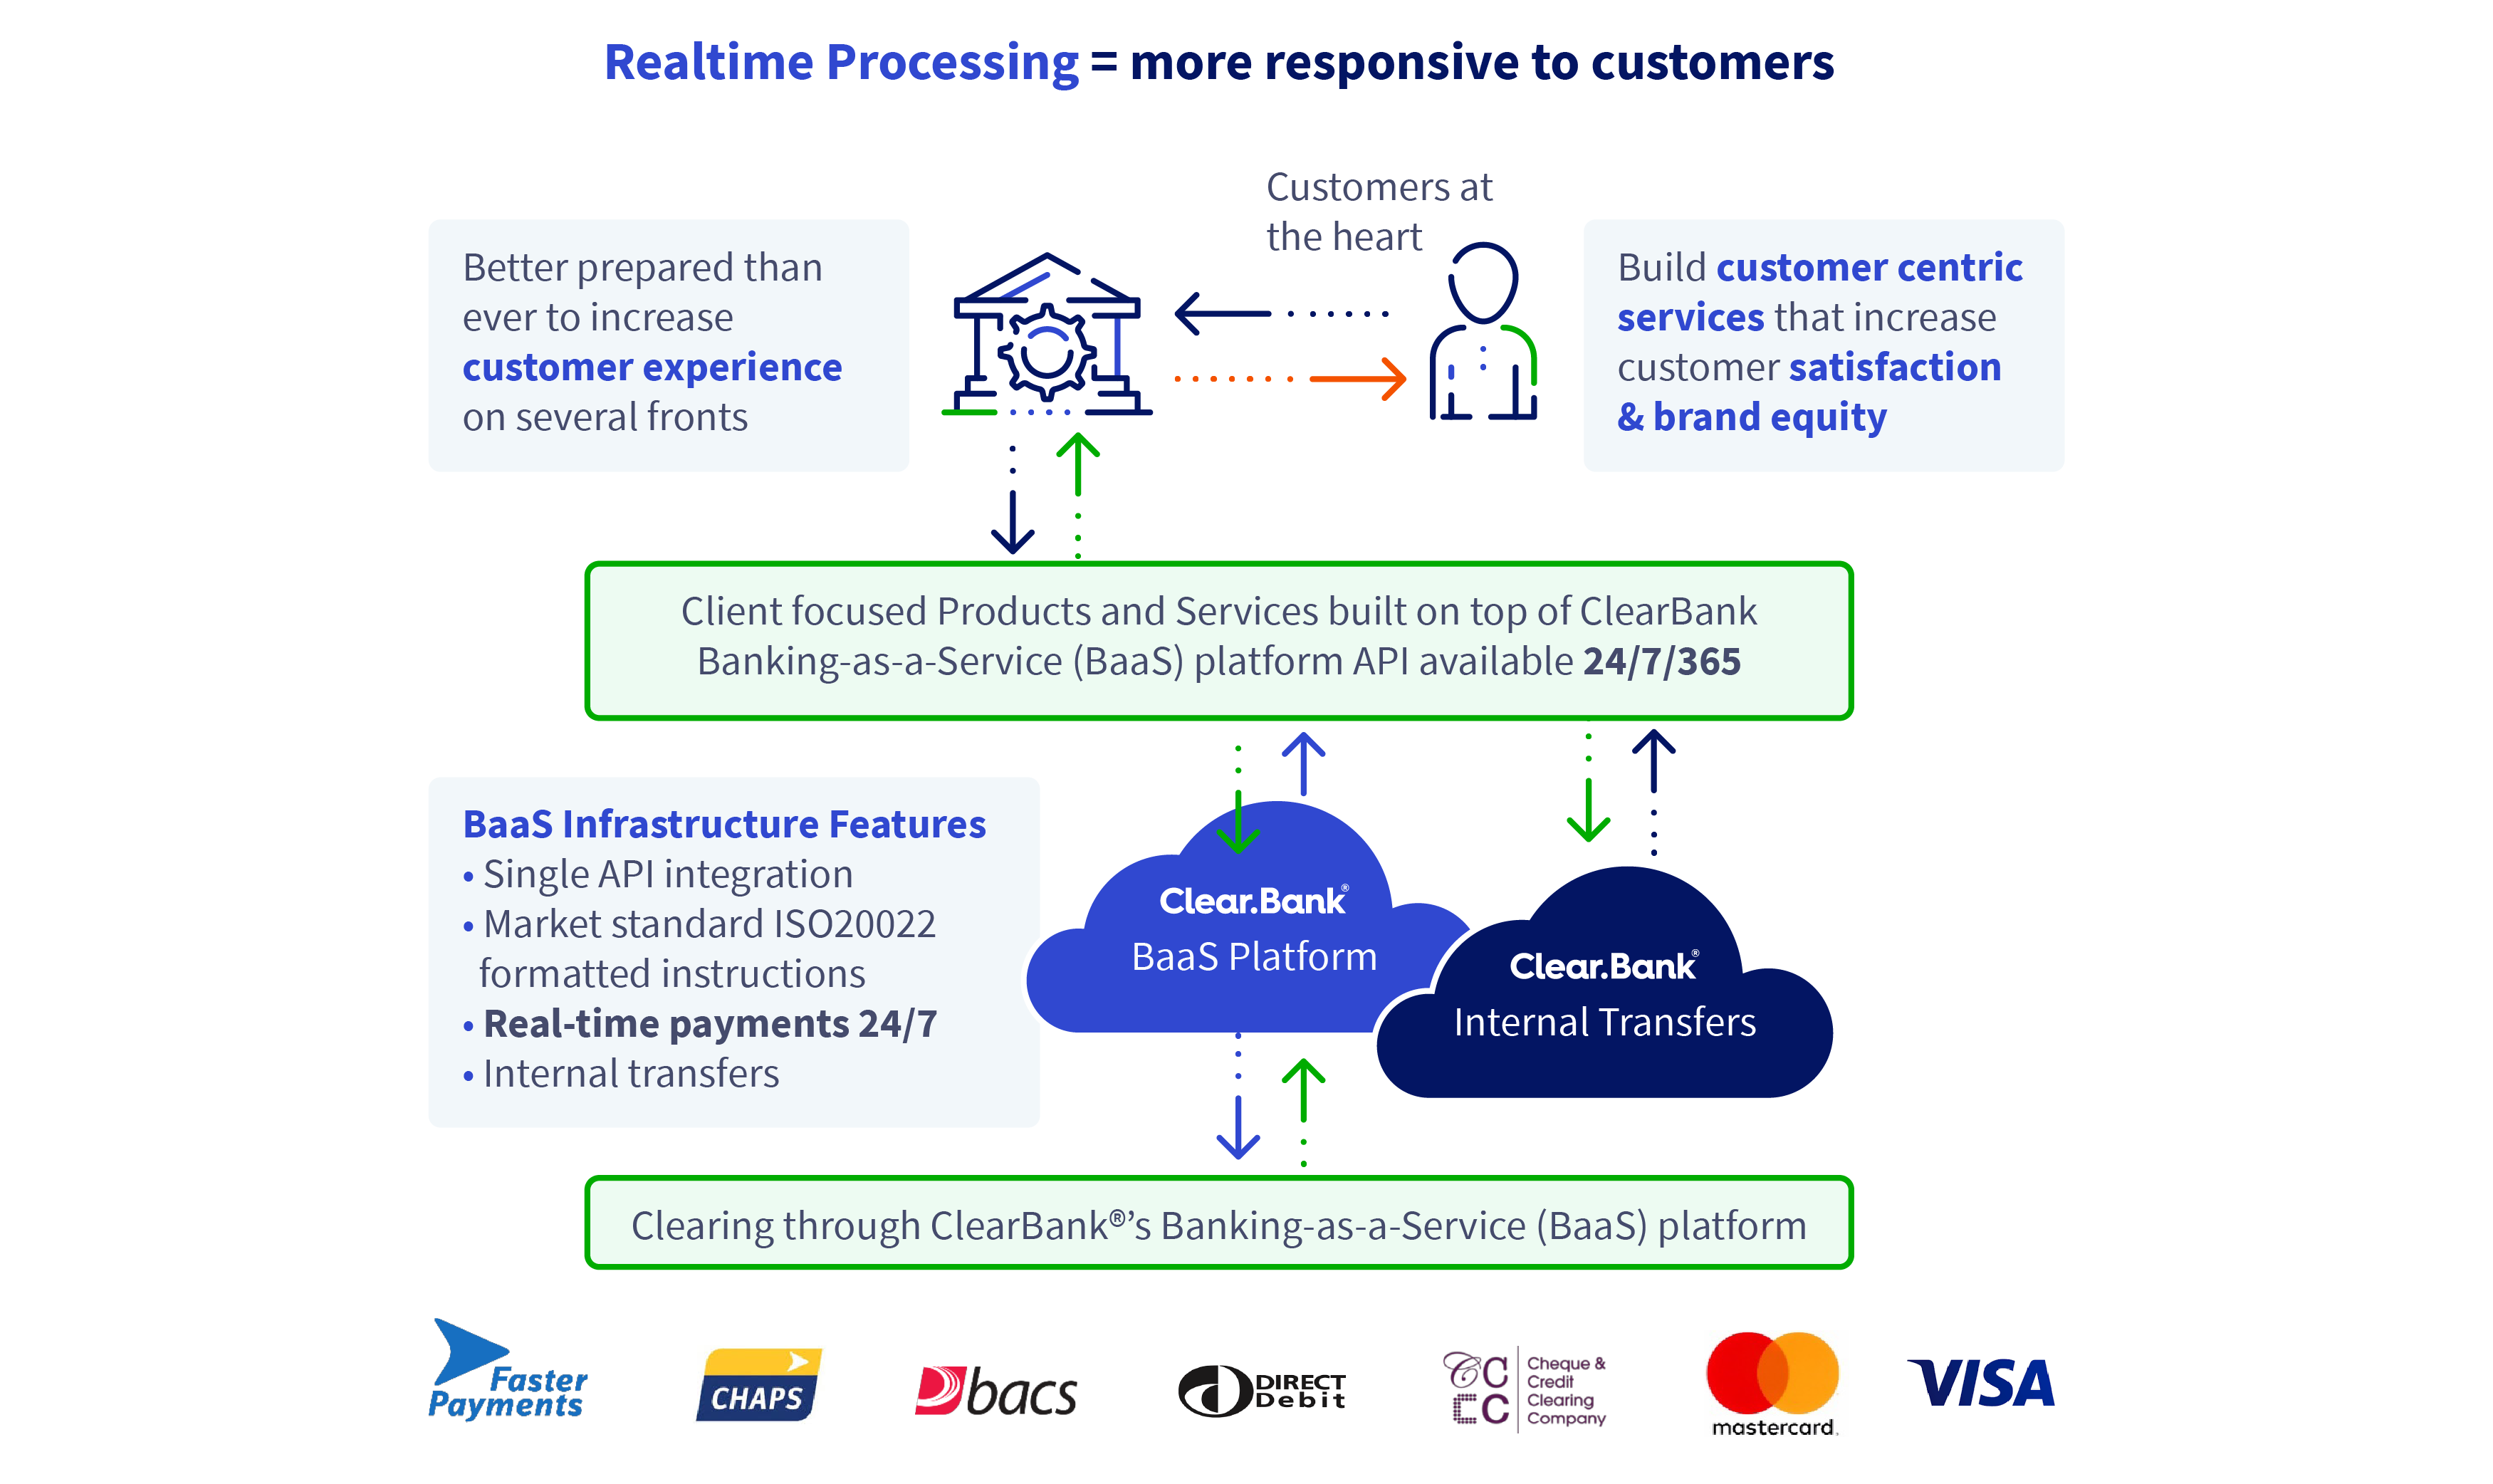 Realtime Processing = more responsive to customers
Customers at
the heart
Better prepared than
ever to increase
customer experience
on several fronts
Build customer centric
services that increase
customer satisfaction
& brand equity
Client focused Products and Services built on top of ClearBank
Banking-as-a-Service (BaaS) platform API available 24/7/365
BaaS Infrastructure Features
• Single API integration
• Market standard ISO20022
formatted instructions
• Real-time payments 24/7
• Internal transfers
Clear.Bank®
BaaS Platform
Clear.Bank®
Internal Transfers
Clearing through ClearBank®’s Banking-as-a-Service (BaaS) platform
Faster
Payments
CHAPS
bacs
DIRECT
Debit
CC
CC
Cheque &
Credit
Clearing
Company
mastercard.
VISA